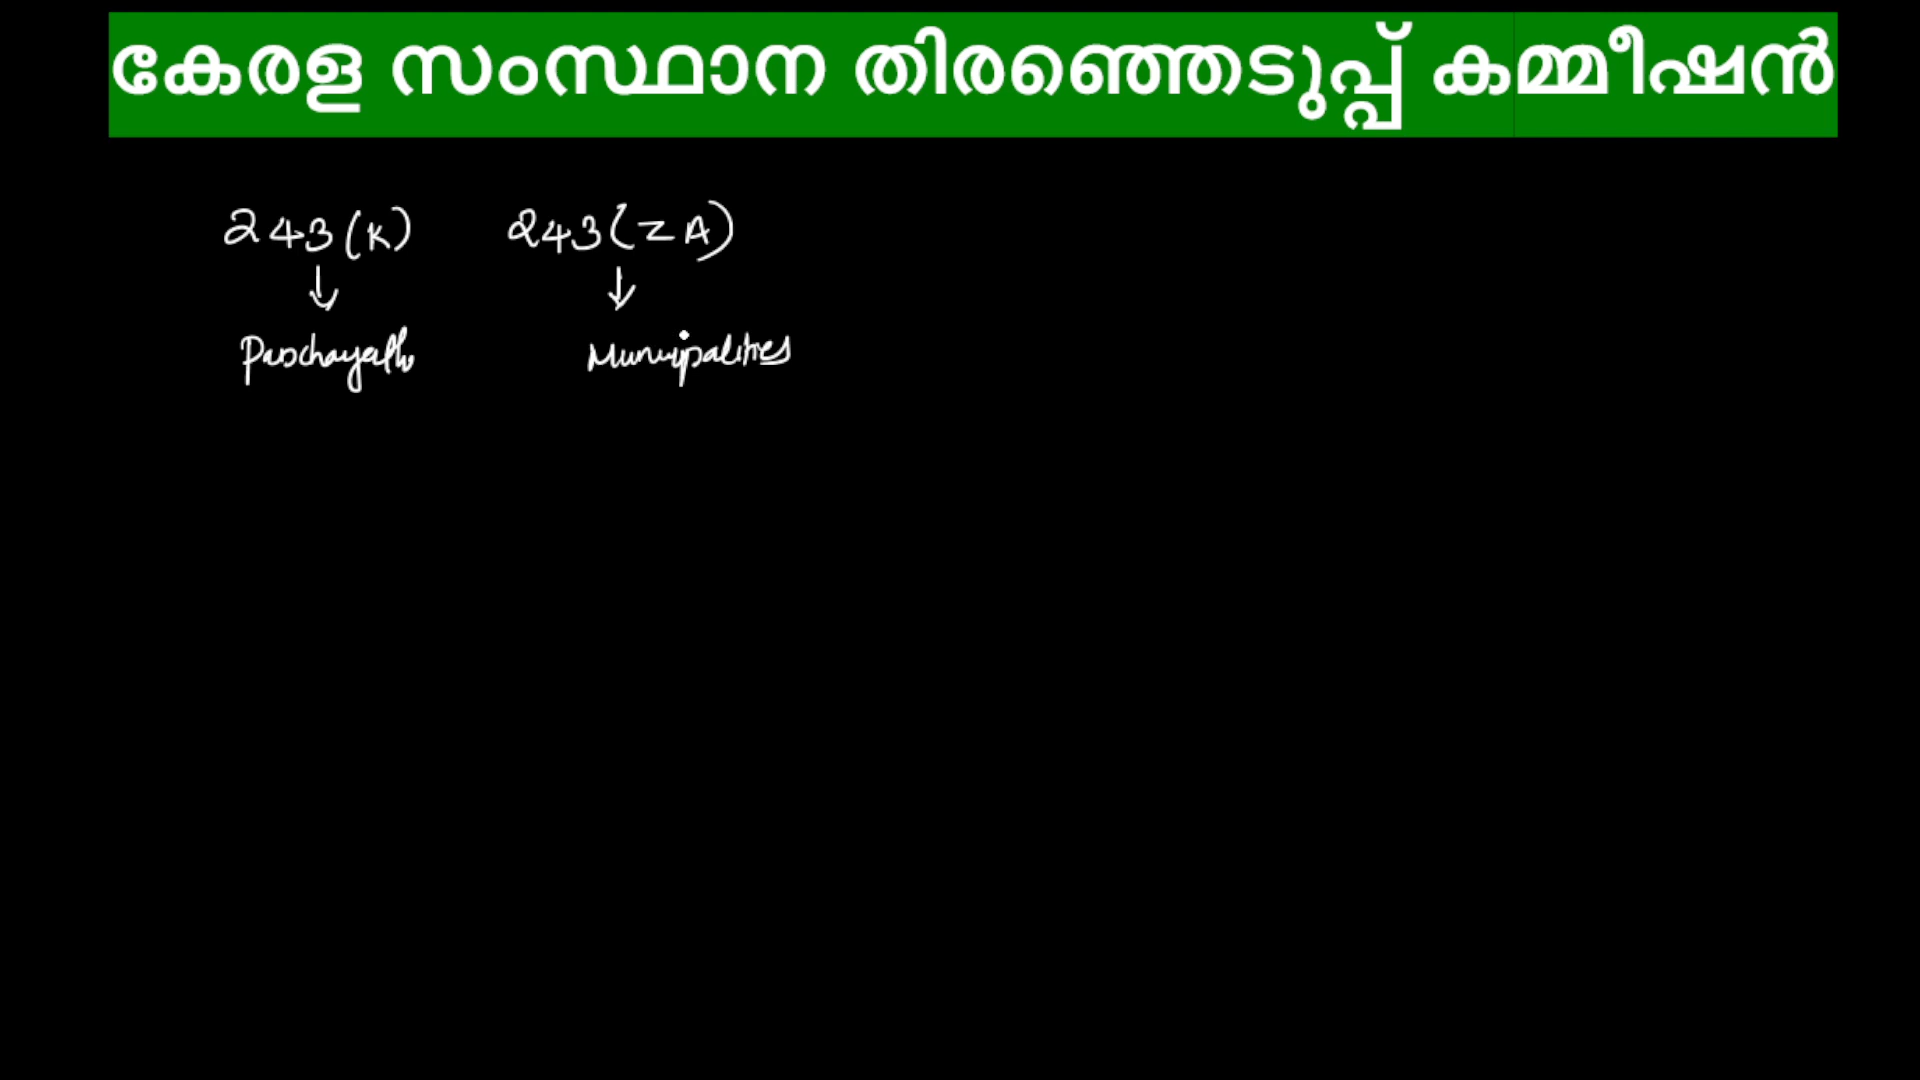 കേരള സംസ്ഥാന തിരഞ്ഞെടുപ്പ് കമ്മീഷൻ
243(K) 243(ZA)
↓ ↓
Panchayath Municipalities